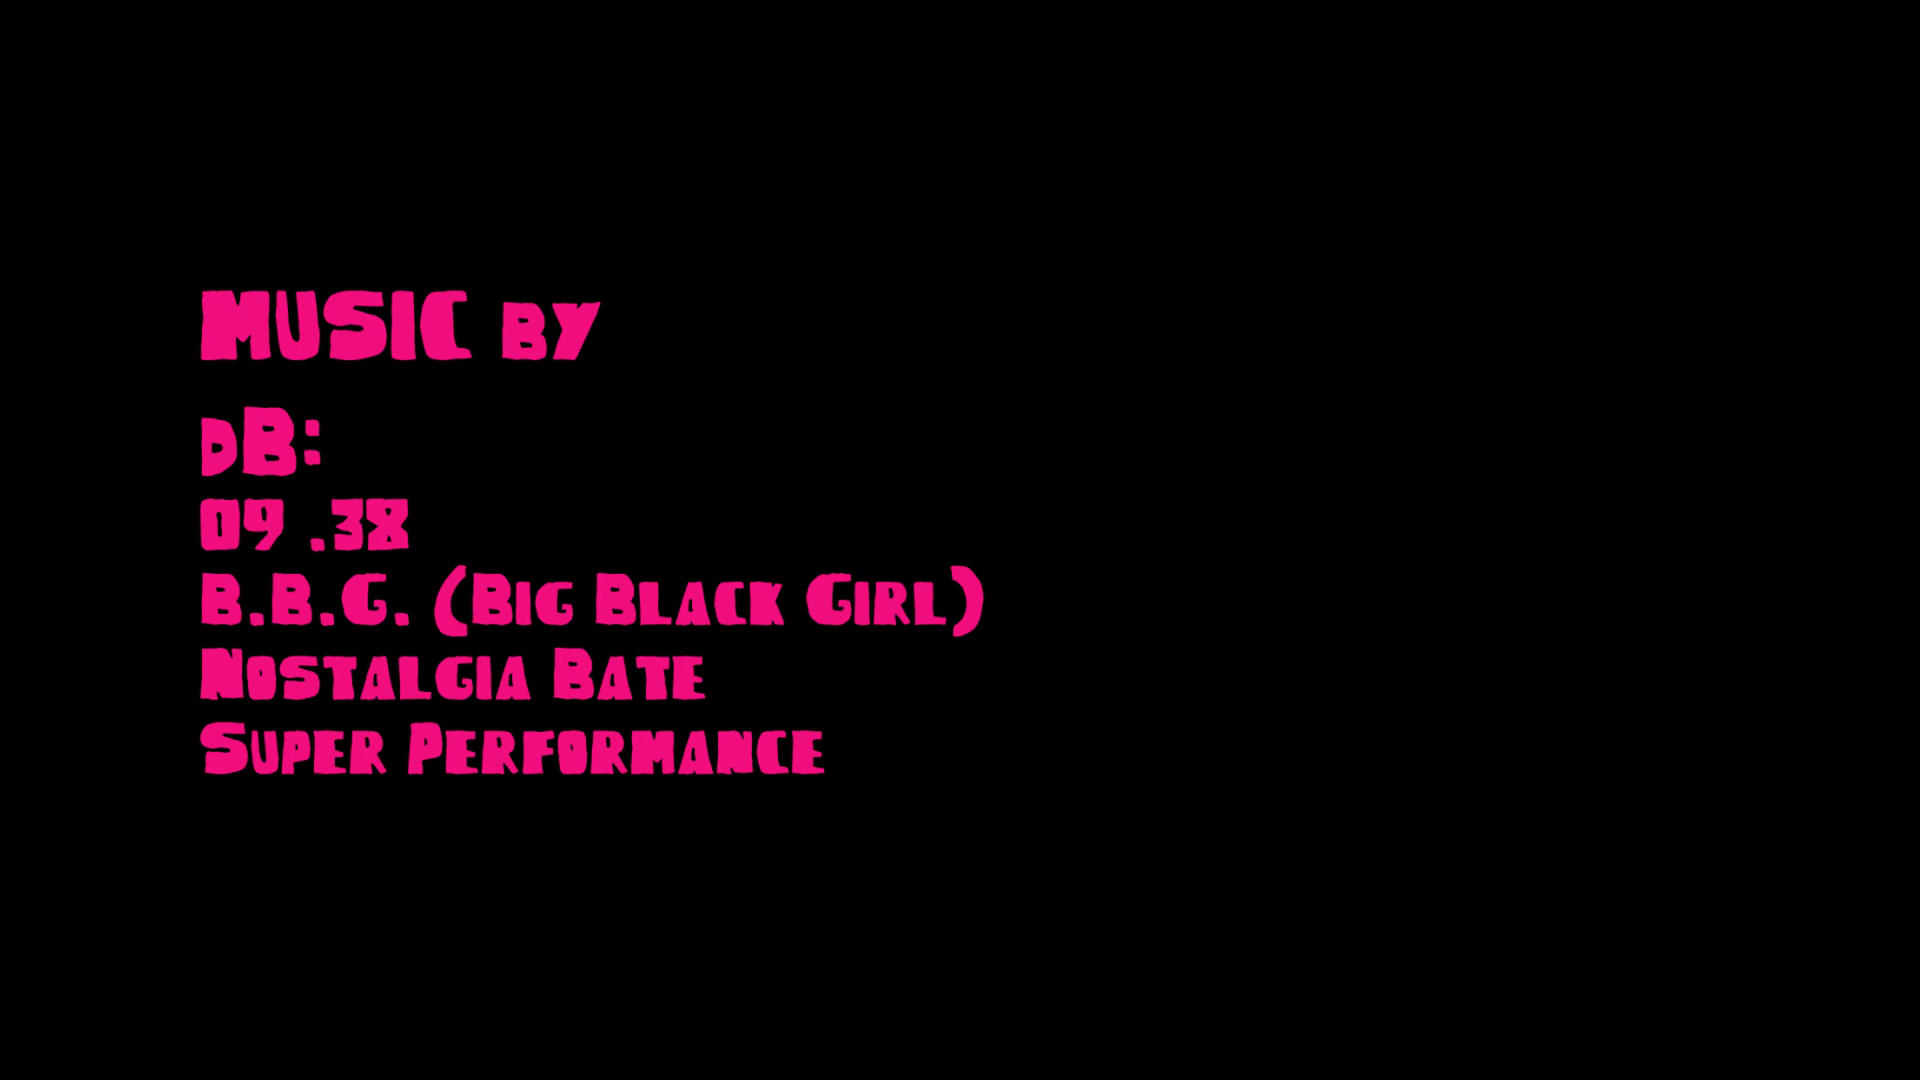 MUSIC by
dB:
09 .38
B.B.G. (Big Black Girl)
Nostalgia Bate
Super Performance